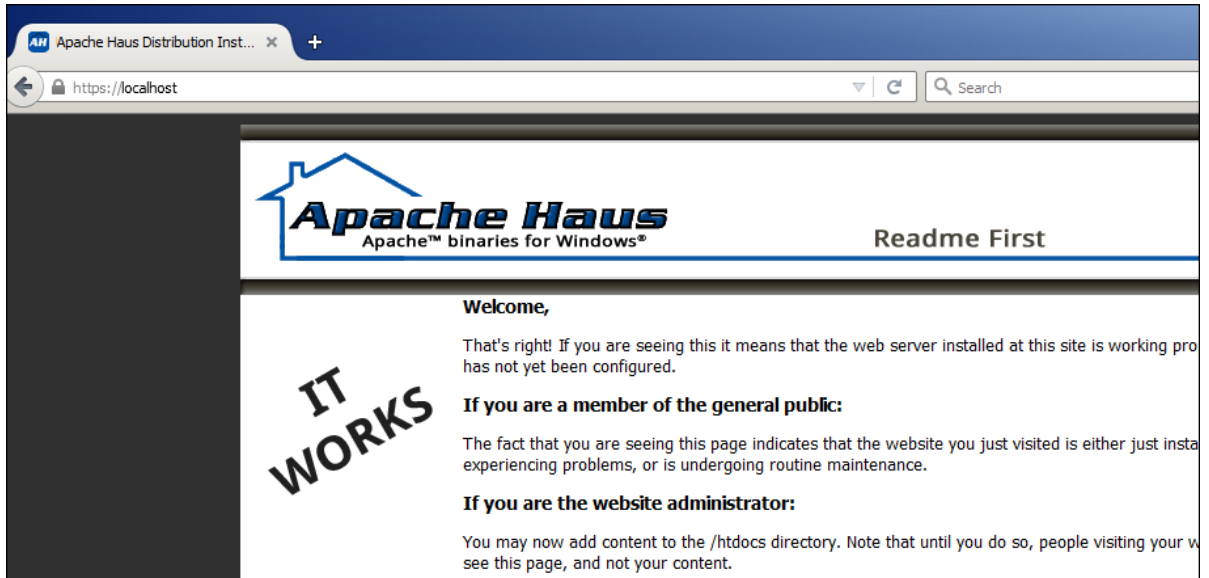 AH Apache Haus Distribution Inst... × +
https://localhost Search
Apache Haus
Apache™ binaries for Windows® Readme First
Welcome,
That's right! If you are seeing this it means that the web server installed at this site is working pro
has not yet been configured.
IT
WORKS
If you are a member of the general public:
The fact that you are seeing this page indicates that the website you just visited is either just insta
experiencing problems, or is undergoing routine maintenance.
If you are the website administrator:
You may now add content to the /htdocs directory. Note that until you do so, people visiting your w
see this page, and not your content.